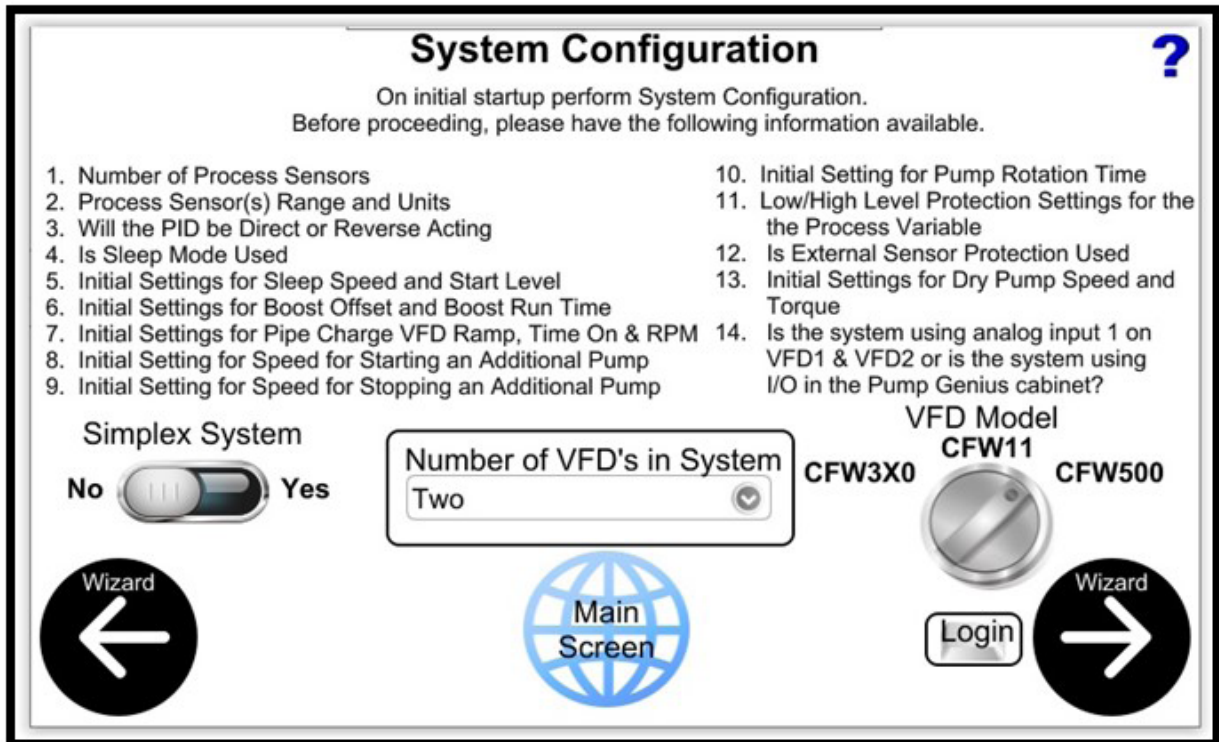 System Configuration
?
On initial startup perform System Configuration.
Before proceeding, please have the following information available.
1. Number of Process Sensors
2. Process Sensor(s) Range and Units
3. Will the PID be Direct or Reverse Acting
4. Is Sleep Mode Used
5. Initial Settings for Sleep Speed and Start Level
6. Initial Settings for Boost Offset and Boost Run Time
7. Initial Settings for Pipe Charge VFD Ramp, Time On & RPM
8. Initial Setting for Speed for Starting an Additional Pump
9. Initial Setting for Speed for Stopping an Additional Pump
10. Initial Setting for Pump Rotation Time
11. Low/High Level Protection Settings for the
the Process Variable
12. Is External Sensor Protection Used
13. Initial Settings for Dry Pump Speed and
Torque
14. Is the system using analog input 1 on
VFD1 & VFD2 or is the system using
I/O in the Pump Genius cabinet?
Simplex System
No Yes
Number of VFD's in System
Two
VFD Model
CFW3X0 CFW11 CFW500
Wizard
Main
Screen
Login
Wizard